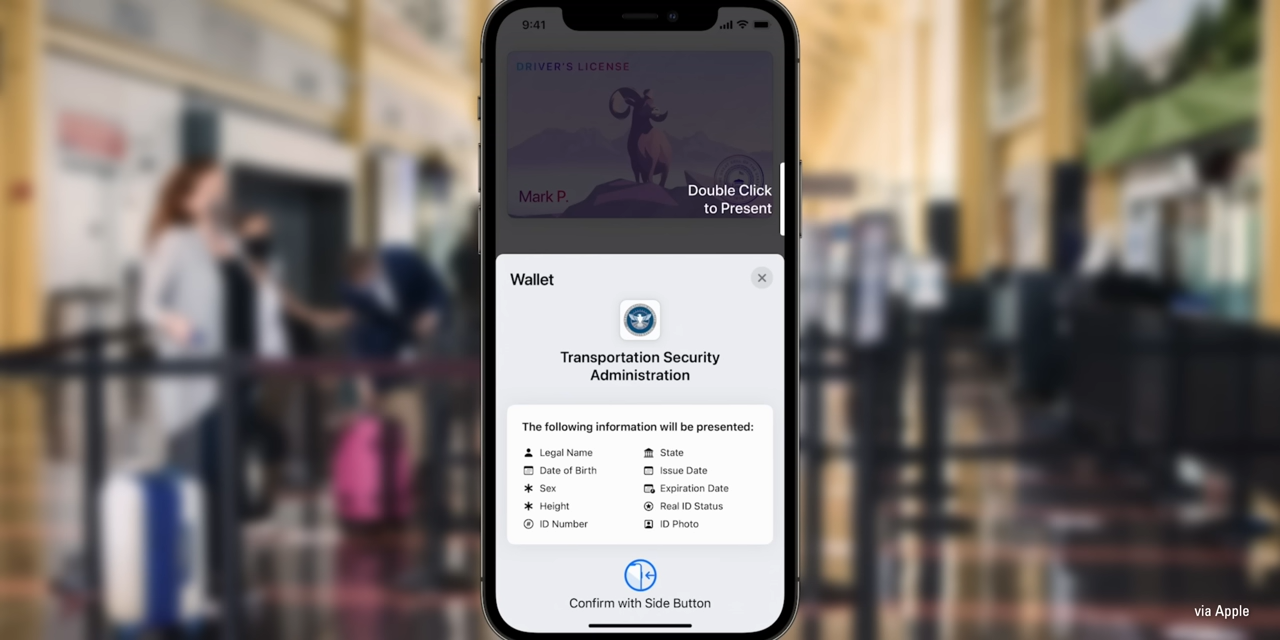 9:41
DRIVER'S LICENSE
Mark P.
Double Click
to Present
Wallet
Transportation Security
Administration
The following information will be presented:
Legal Name
Date of Birth
Sex
Height
ID Number
State
Issue Date
Expiration Date
Real ID Status
ID Photo
Confirm with Side Button
via Apple